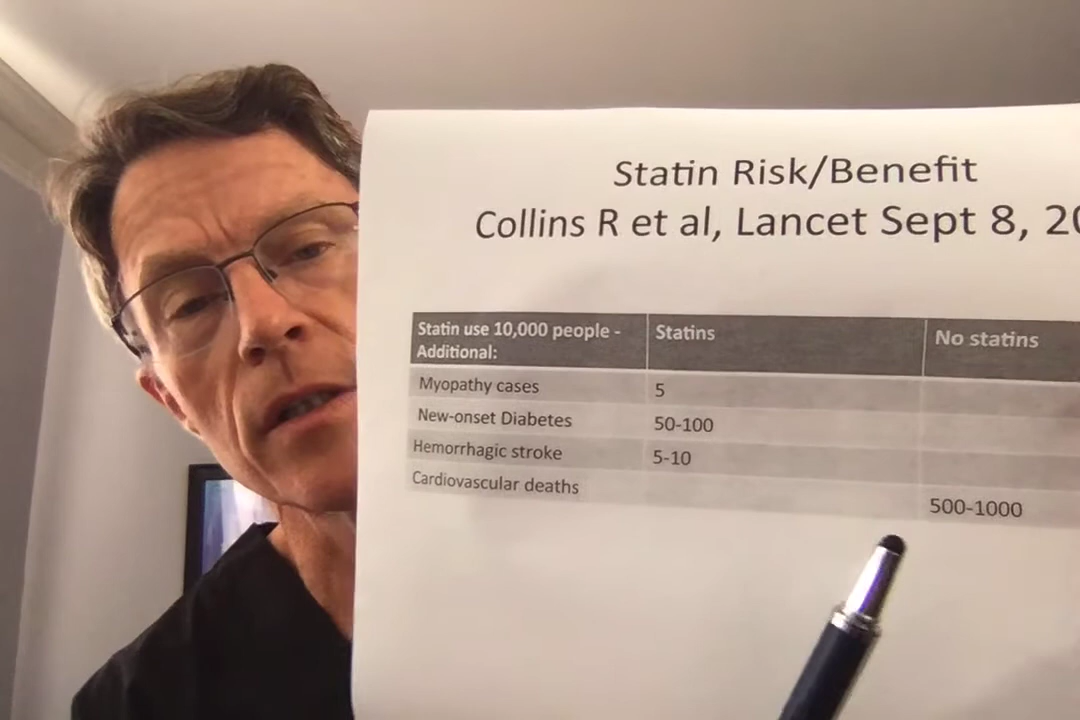 Statin Risk/Benefit
Collins R et al, Lancet Sept 8, 20
Statin use 10,000 people - Statins No statins
Additional:
Myopathy cases 5
New-onset Diabetes 50-100
Hemorrhagic stroke 5-10
Cardiovascular deaths 500-1000